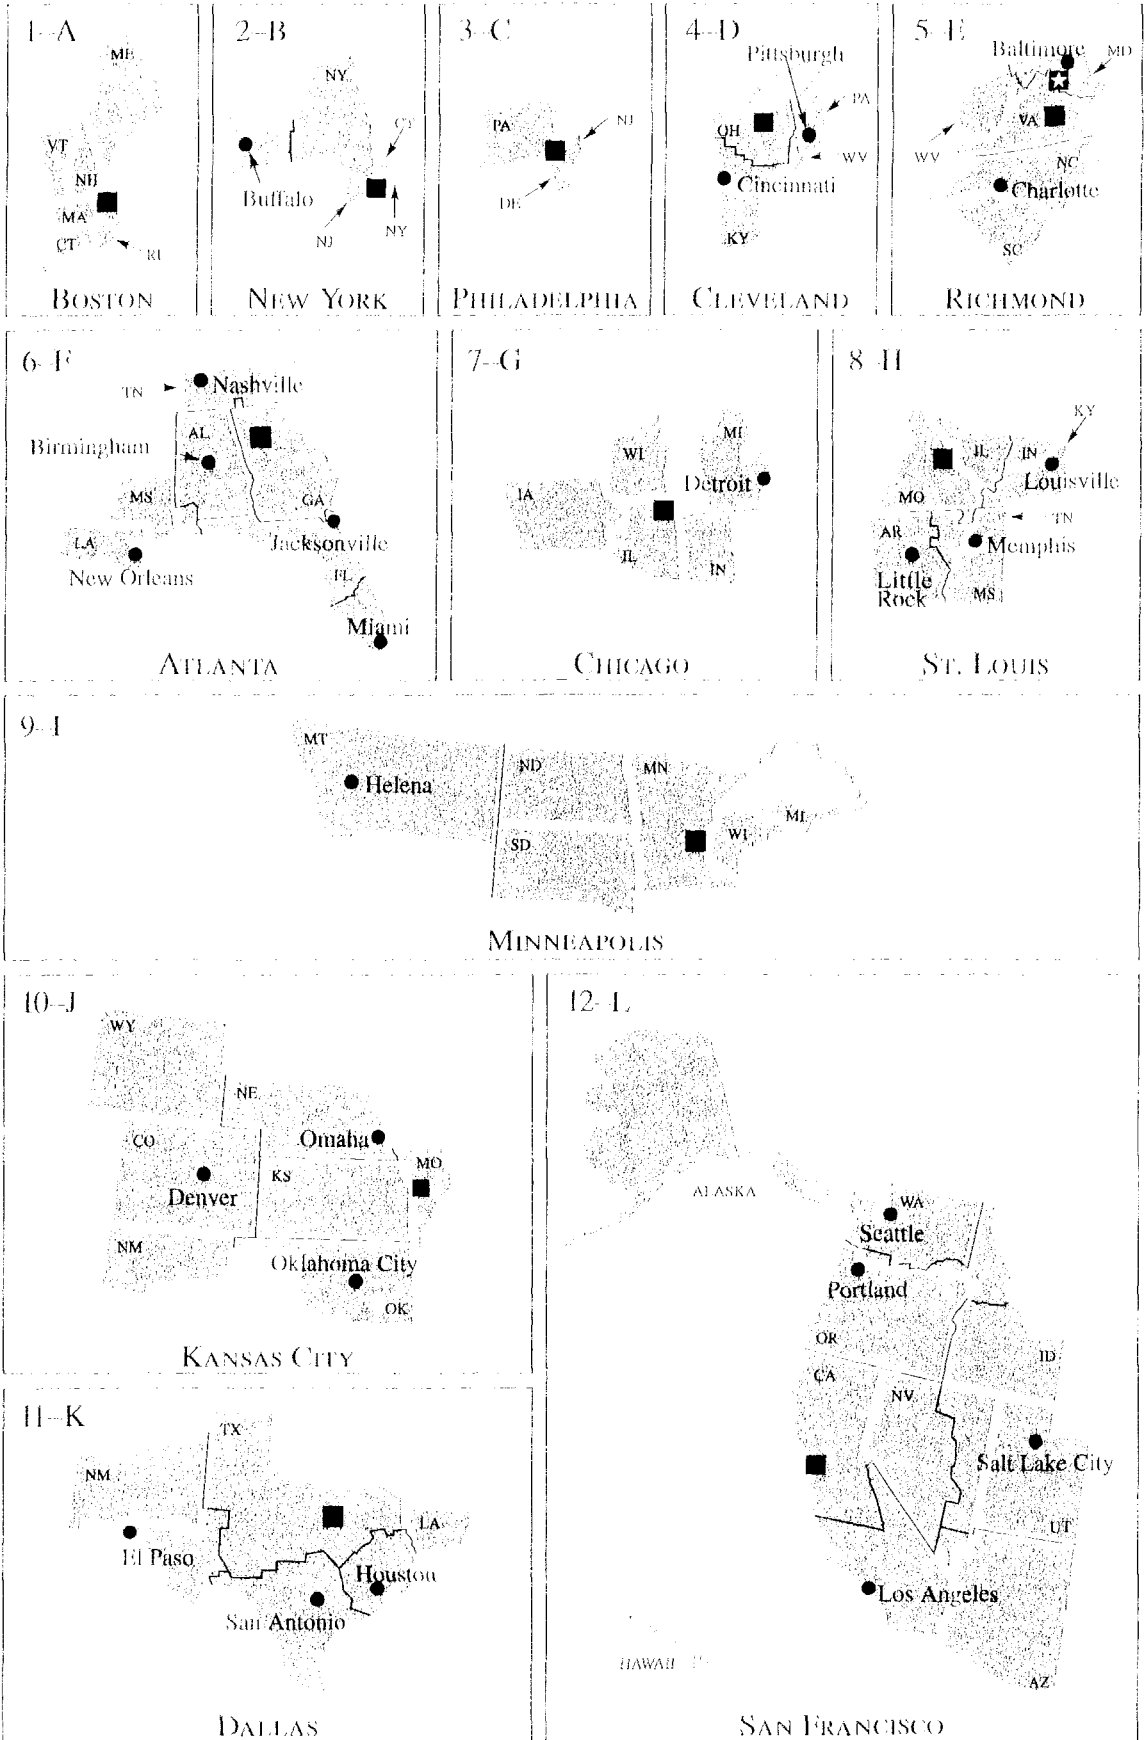 1–A
ME
VT
NH
MA
CT
RI
BOSTON
2–B
NY
CT
Buffalo
NJ
NY
NEW YORK
3–C
PA
NJ
DE
PHILADELPHIA
4–D
Pittsburgh
PA
OH
WV
Cincinnati
KY
CLEVELAND
5–E
Baltimore
MD
VA
WV
NC
Charlotte
SC
RICHMOND
6–F
TN
Nashville
AL
Birmingham
MS
GA
LA
Jacksonville
New Orleans
FL
Miami
ATLANTA
7–G
WI
MI
Detroit
IA
IL
IN
CHICAGO
8–H
KY
IL
IN
Louisville
MO
TN
AR
Memphis
Little
Rock
MS
ST. LOUIS
9–I
MT
ND
MN
Helena
MI
WI
SD
MINNEAPOLIS
10–J
WY
NE
CO
Omaha
MO
KS
Denver
NM
Oklahoma City
OK
KANSAS CITY
11–K
TX
NM
LA
El Paso
Houston
San Antonio
DALLAS
12–L
ALASKA
WA
Seattle
Portland
OR
ID
CA
NV
Salt Lake City
UT
Los Angeles
HAWAII
AZ
SAN FRANCISCO